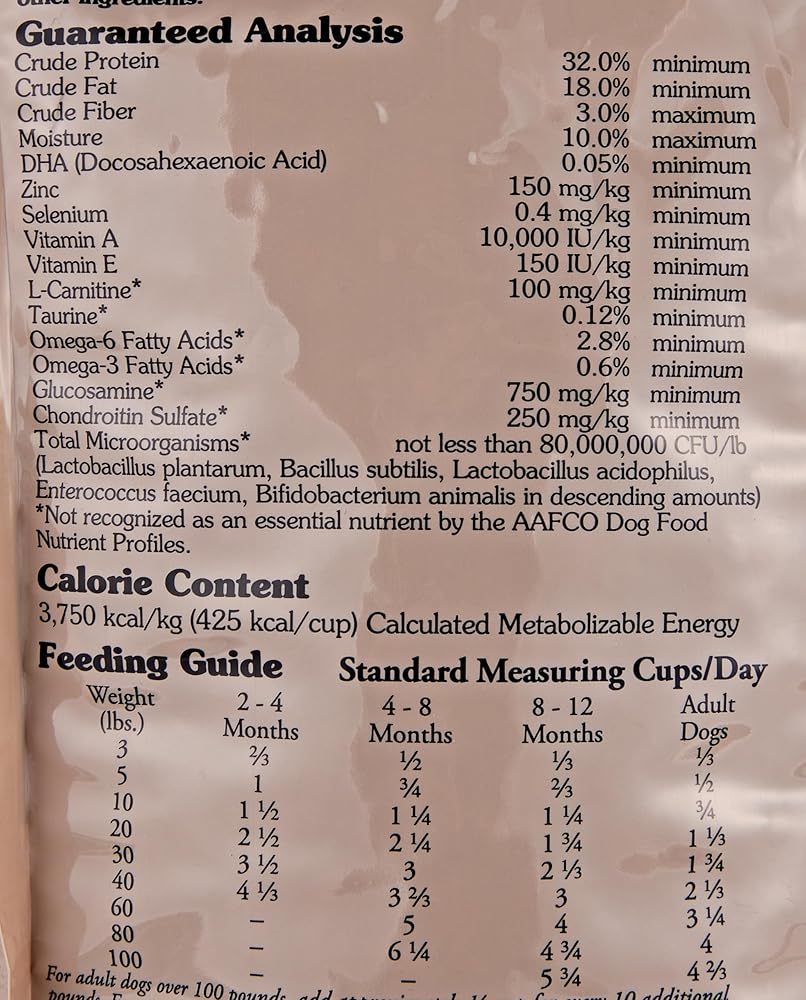 other ingredients.
Guaranteed Analysis
Crude Protein 32.0% minimum
Crude Fat 18.0% minimum
Crude Fiber 3.0% maximum
Moisture 10.0% maximum
DHA (Docosahexaenoic Acid) 0.05% minimum
Zinc 150 mg/kg minimum
Selenium 0.4 mg/kg minimum
Vitamin A 10,000 IU/kg minimum
Vitamin E 150 IU/kg minimum
L-Carnitine* 100 mg/kg minimum
Taurine* 0.12% minimum
Omega-6 Fatty Acids* 2.8% minimum
Omega-3 Fatty Acids* 0.6% minimum
Glucosamine* 750 mg/kg minimum
Chondroitin Sulfate* 250 mg/kg minimum
Total Microorganisms* not less than 80,000,000 CFU/lb
(Lactobacillus plantarum, Bacillus subtilis, Lactobacillus acidophilus,
Enterococcus faecium, Bifidobacterium animalis in descending amounts)
*Not recognized as an essential nutrient by the AAFCO Dog Food
Nutrient Profiles.
Calorie Content
3,750 kcal/kg (425 kcal/cup) Calculated Metabolizable Energy
Feeding Guide Standard Measuring Cups/Day
Weight 2 - 4 4 - 8 8 - 12 Adult
(lbs.) Months Months Months Dogs
3 ⅔ ½ ⅓ ⅓
5 1 ¾ ⅔ ½
10 1 ½ 1 ¼ 1 ¼ ¾
20 2 ½ 2 ¼ 1 ¾ 1 ⅓
30 3 ½ 3 2 ⅓ 1 ¾
40 4 ⅓ 3 ⅔ 3 2 ⅓
60 – 5 4 3 ¼
80 – 6 ¼ 4 ¾ 4
100 – – 5 ¾ 4 ⅔
For adult dogs over 100 pounds, add for every 10 additional
pounds.